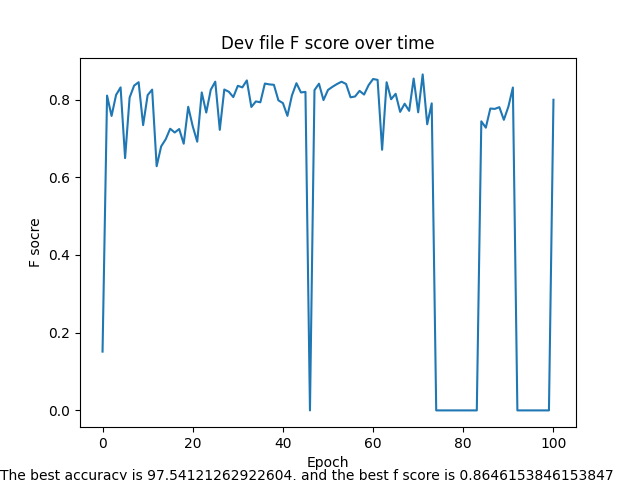 Dev file F score over time
F socre
0.8
0.6
0.4
0.2
0.0
0 20 40 60 80 100
Epoch
The best accuracy is 97.54121262922604, and the best f score is 0.8646153846153847